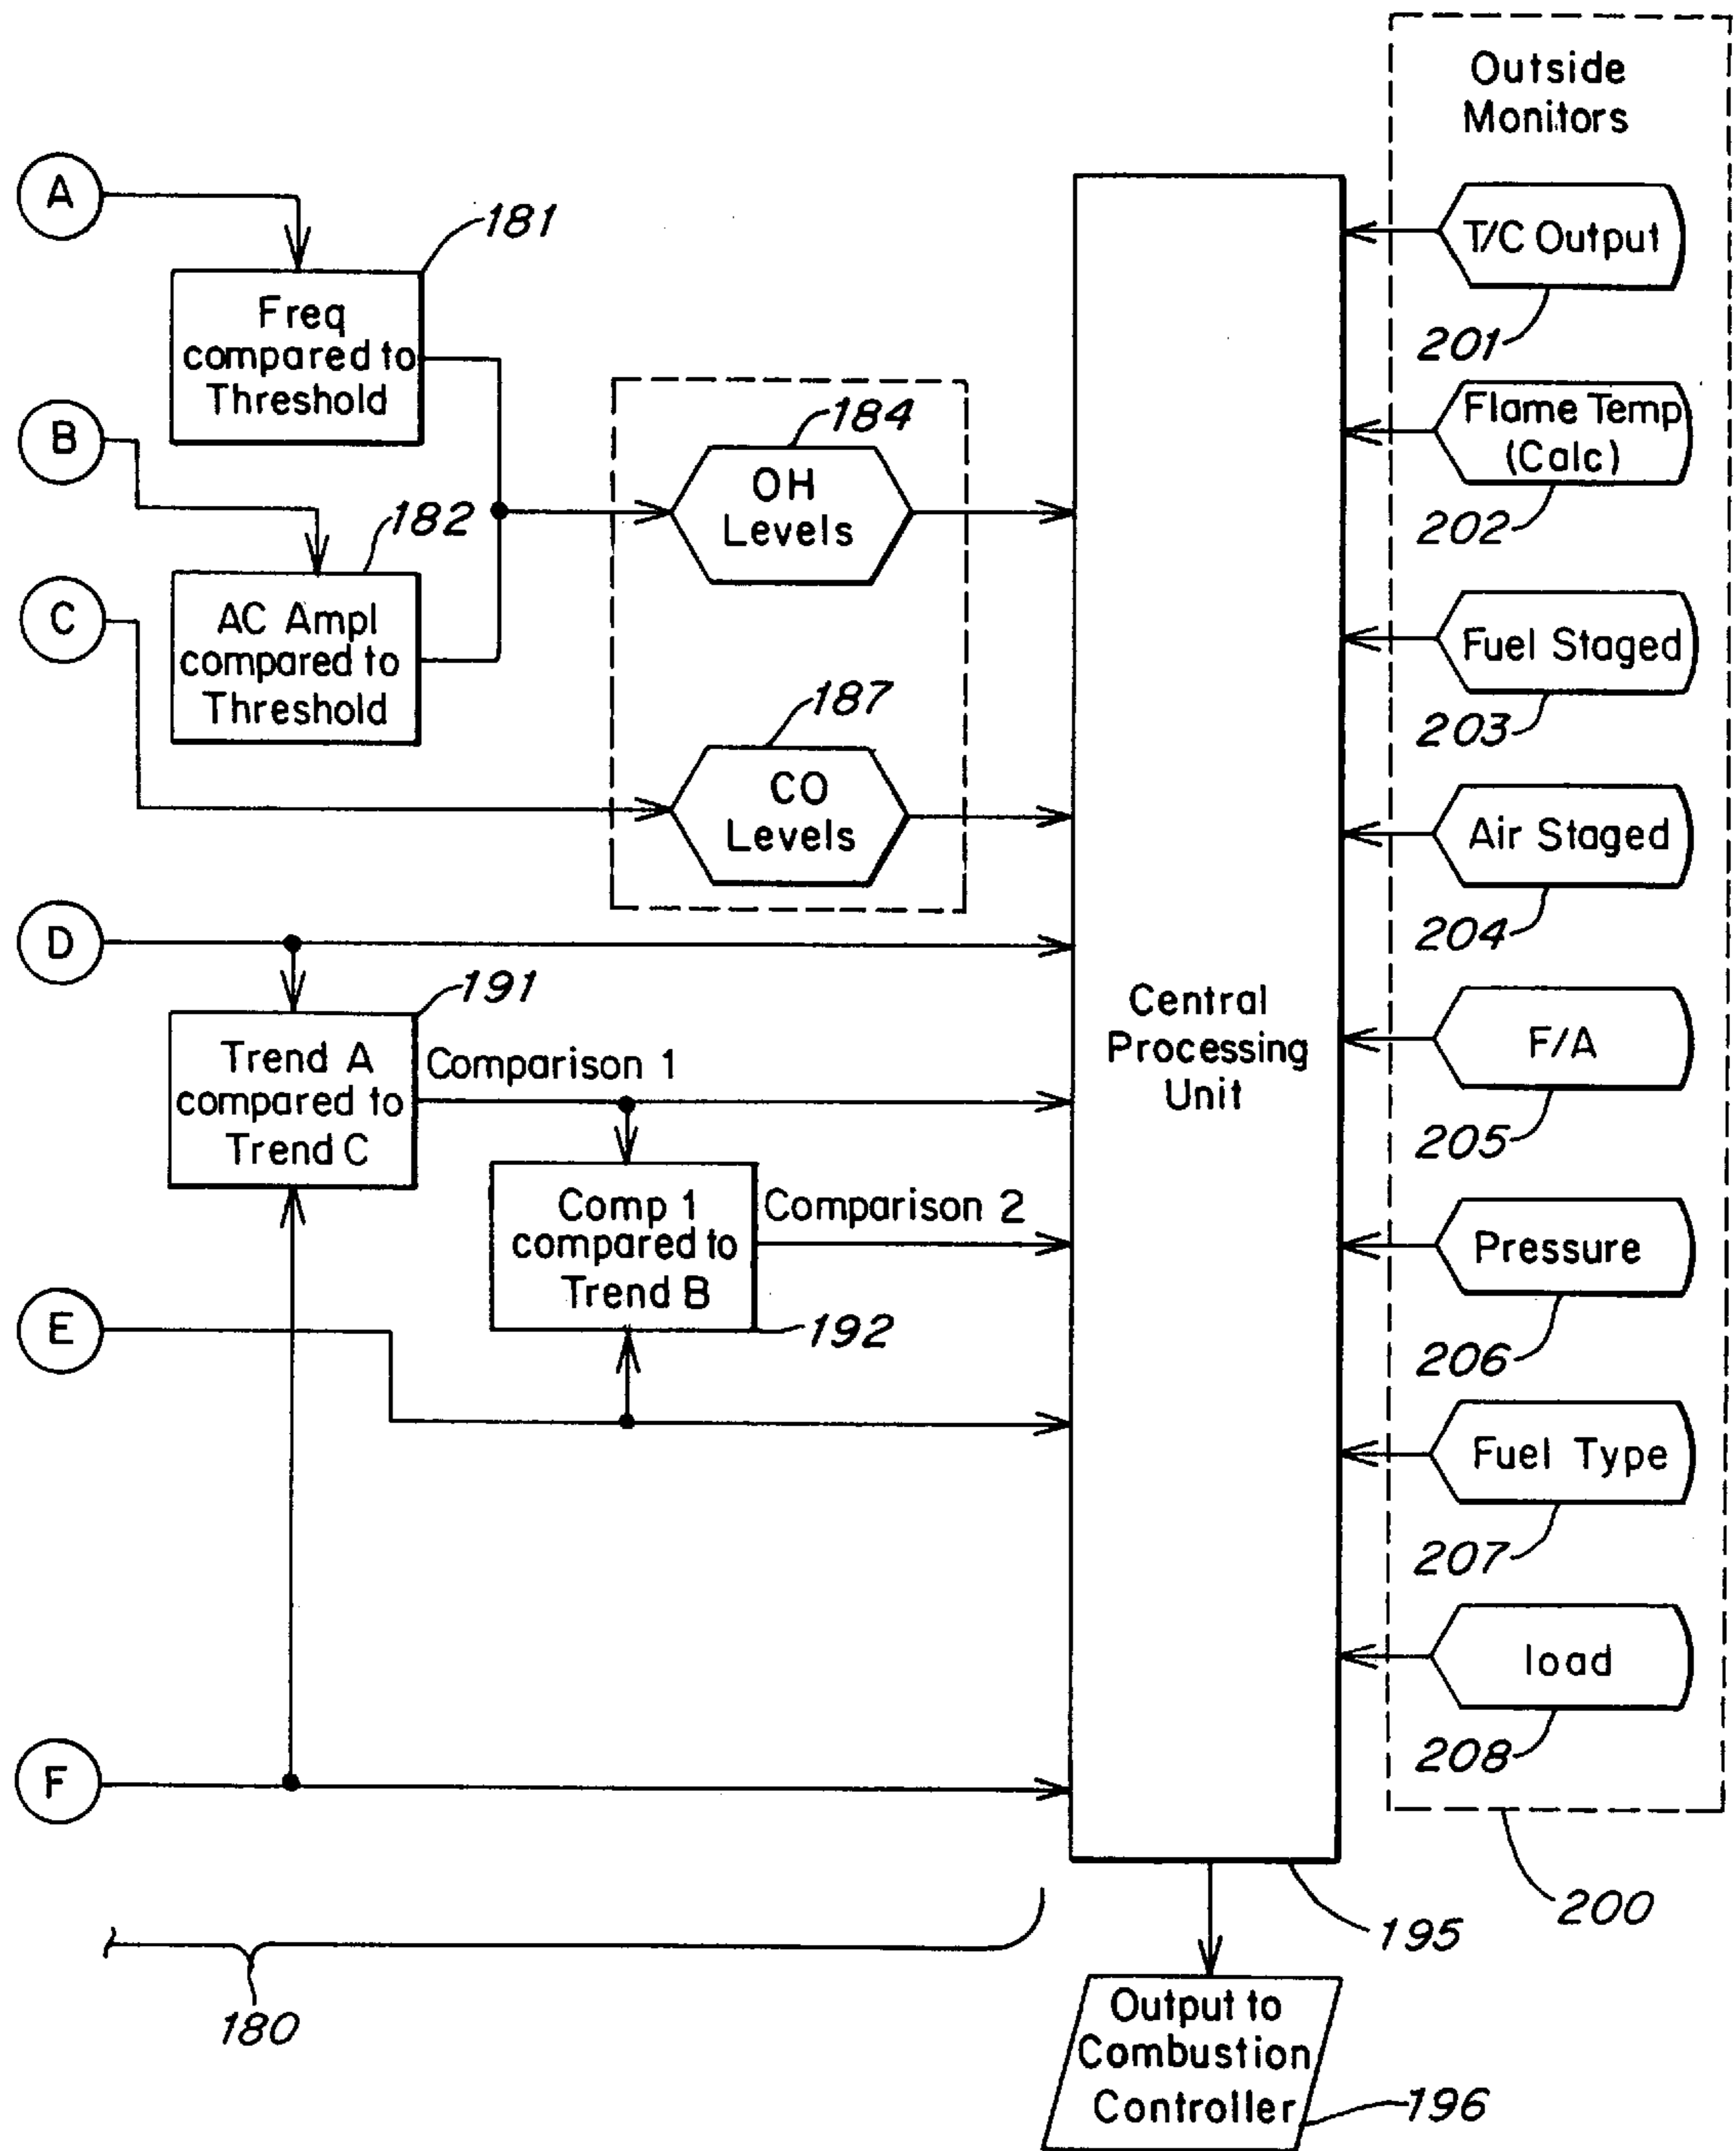 Outside
Monitors
A
181
Freq
compared to
Threshold
B
182
AC Ampl
compared to
Threshold
C
184
OH
Levels
187
CO
Levels
D
191
Trend A
compared to
Trend C
Comparison 1
Comp 1
compared to
Trend B
192
Comparison 2
E
F
180
Central
Processing
Unit
195
Output to
Combustion
Controller
196
T/C Output
201
Flame Temp
(Calc)
202
Fuel Staged
203
Air Staged
204
F/A
205
Pressure
206
Fuel Type
207
load
208
200